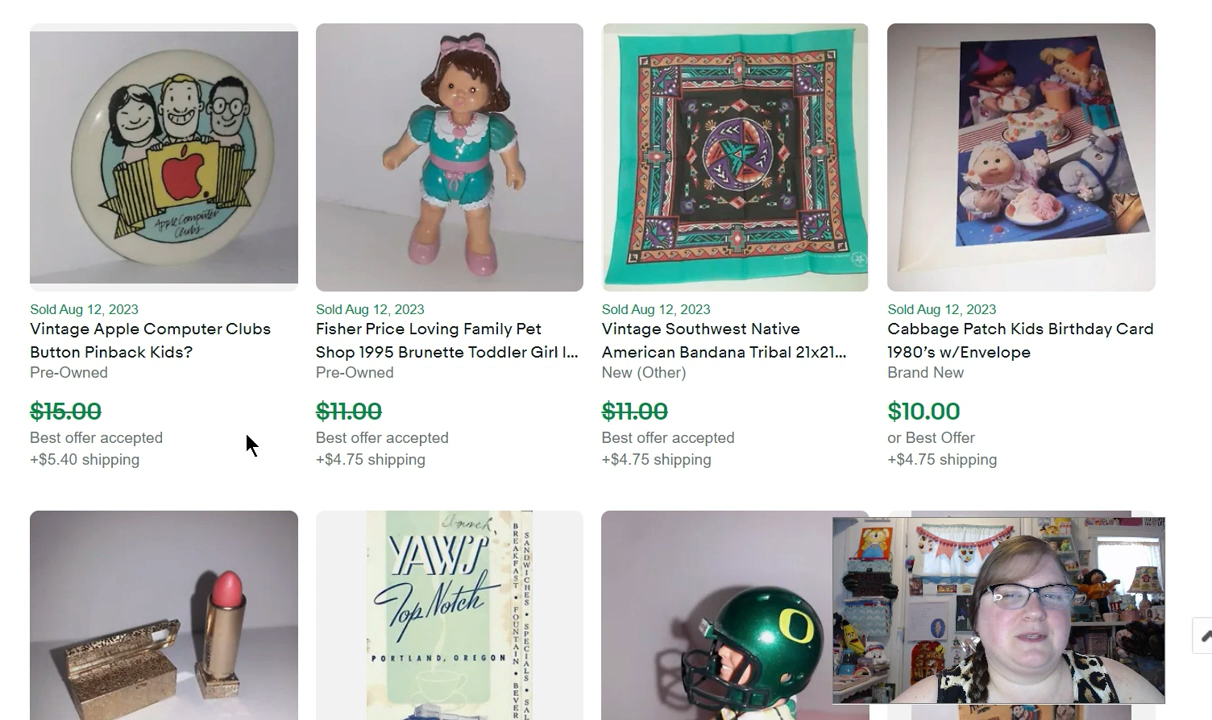 Apple Computer
Clubs
Sold Aug 12, 2023
Vintage Apple Computer Clubs
Button Pinback Kids?
Pre-Owned
$15.00
Best offer accepted
+$5.40 shipping
Sold Aug 12, 2023
Fisher Price Loving Family Pet
Shop 1995 Brunette Toddler Girl I...
Pre-Owned
$11.00
Best offer accepted
+$4.75 shipping
Sold Aug 12, 2023
Vintage Southwest Native
American Bandana Tribal 21x21...
New (Other)
$11.00
Best offer accepted
+$4.75 shipping
Sold Aug 12, 2023
Cabbage Patch Kids Birthday Card
1980's w/Envelope
Brand New
$10.00
or Best Offer
+$4.75 shipping
YAWS
Top Notch
PORTLAND, OREGON
BREAKFAST • FOUNTAIN •
SANDWICHES • SPECIALS
O